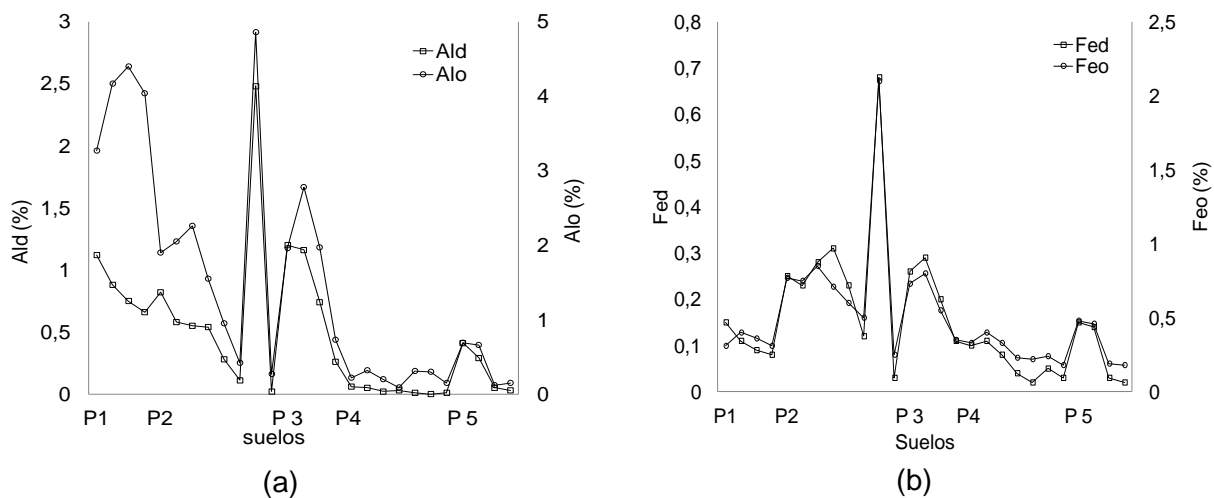 3
2,5
2
1,5
1
0,5
0
Ald (%)
5
4
3
2
1
0
Alo (%)
Ald
Alo
P1 P2 P 3 P4 P 5
suelos
(a)
0,8
0,7
0,6
0,5
0,4
0,3
0,2
0,1
0
Fed
2,5
2
1,5
1
0,5
0
Feo (%)
Fed
Feo
P1 P2 P 3 P4 P 5
Suelos
(b)